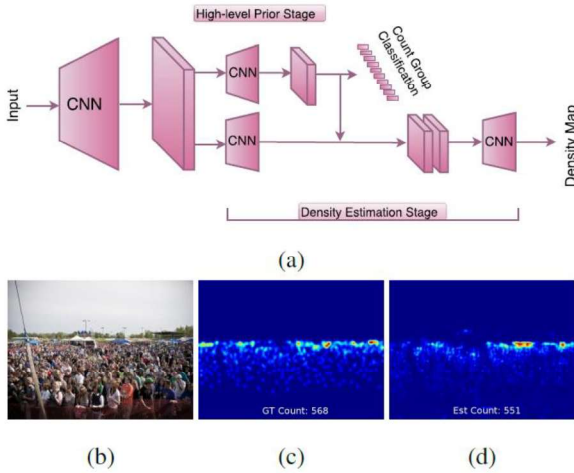 High-level Prior Stage
Input
CNN
CNN
CNN
Count Group
Classification
CNN
Density Map
Density Estimation Stage
(a)
GT Count: 568
Est Count: 551
(b)
(c)
(d)